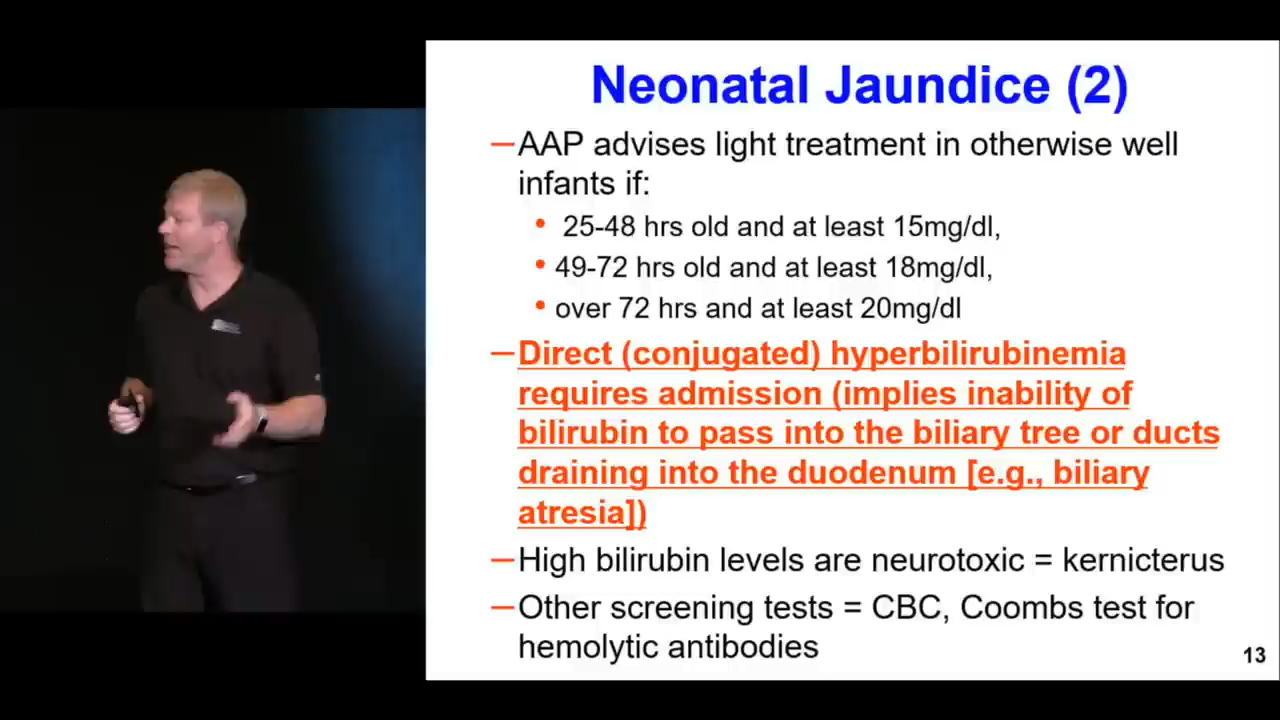 Neonatal Jaundice (2)
—AAP advises light treatment in otherwise well
infants if:
• 25-48 hrs old and at least 15mg/dl,
• 49-72 hrs old and at least 18mg/dl,
• over 72 hrs and at least 20mg/dl
—Direct (conjugated) hyperbilirubinemia
requires admission (implies inability of
bilirubin to pass into the biliary tree or ducts
draining into the duodenum [e.g., biliary
atresia])
—High bilirubin levels are neurotoxic = kernicterus
—Other screening tests = CBC, Coombs test for
hemolytic antibodies
13